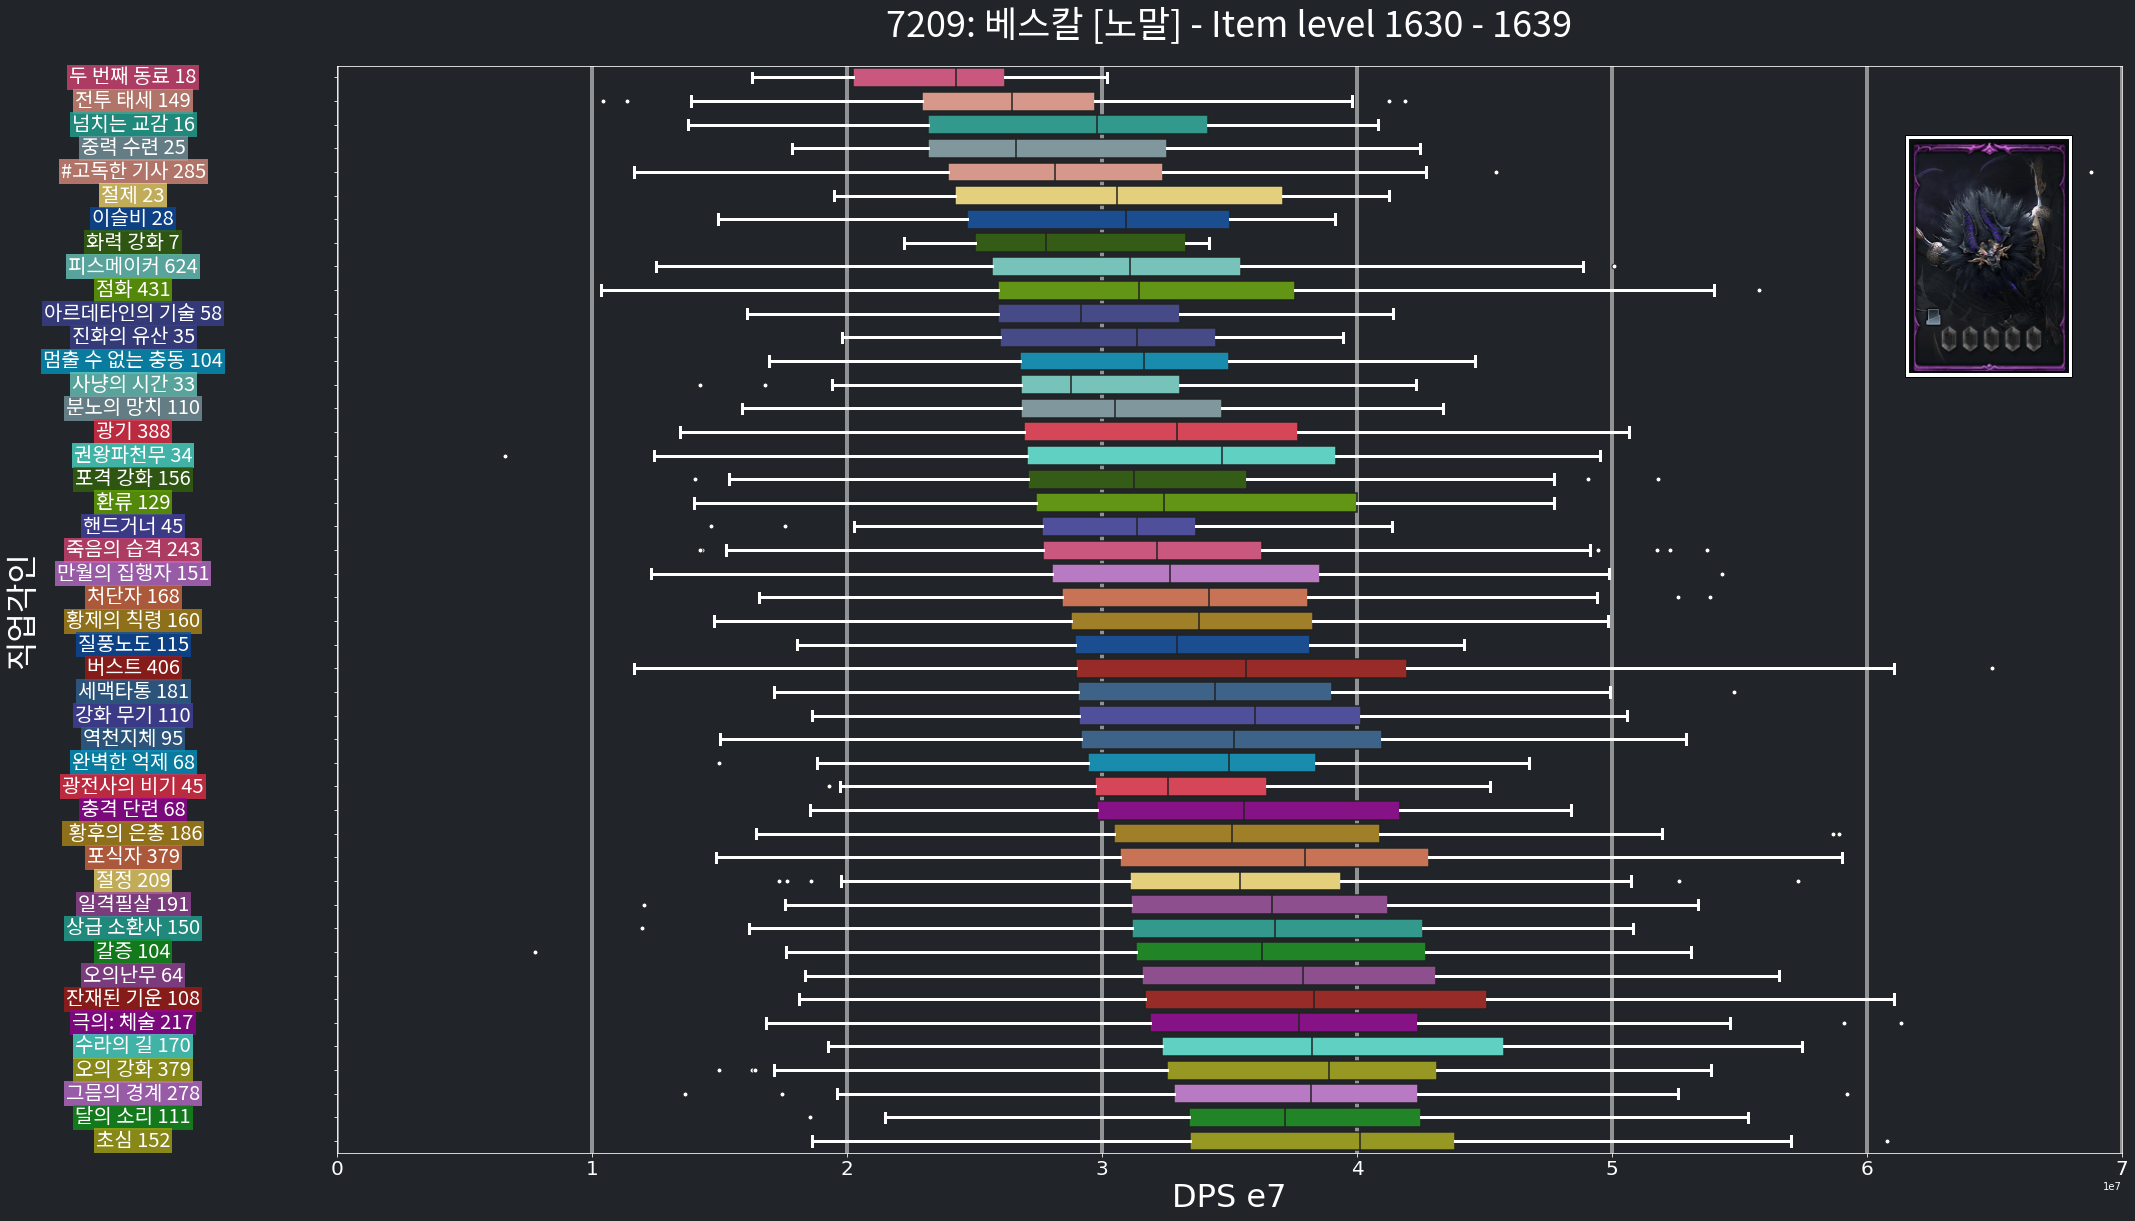 7209: 베스칼 [노말] - Item level 1630 - 1639
두 번째 동료 18
전투 태세 149
넘치는 교감 16
중력 수련 25
#고독한 기사 285
절제 23
이슬비 28
화력 강화 7
피스메이커 624
점화 431
아르데타인의 기술 58
진화의 유산 35
멈출 수 없는 충동 104
사냥의 시간 33
분노의 망치 110
광기 388
권왕파천무 34
포격 강화 156
환류 129
핸드거너 45
죽음의 습격 243
만월의 집행자 151
처단자 168
황제의 칙령 160
질풍노도 115
버스트 406
세맥타통 181
강화 무기 110
역천지체 95
완벽한 억제 68
광전사의 비기 45
충격 단련 68
황후의 은총 186
포식자 379
절정 209
일격필살 191
상급 소환사 150
갈증 104
오의난무 64
잔재된 기운 108
극의: 체술 217
수라의 길 170
오의 강화 379
그믐의 경계 278
달의 소리 111
초심 152
직업각인
0 1 2 3 4 5 6 7
DPS e7
1e7